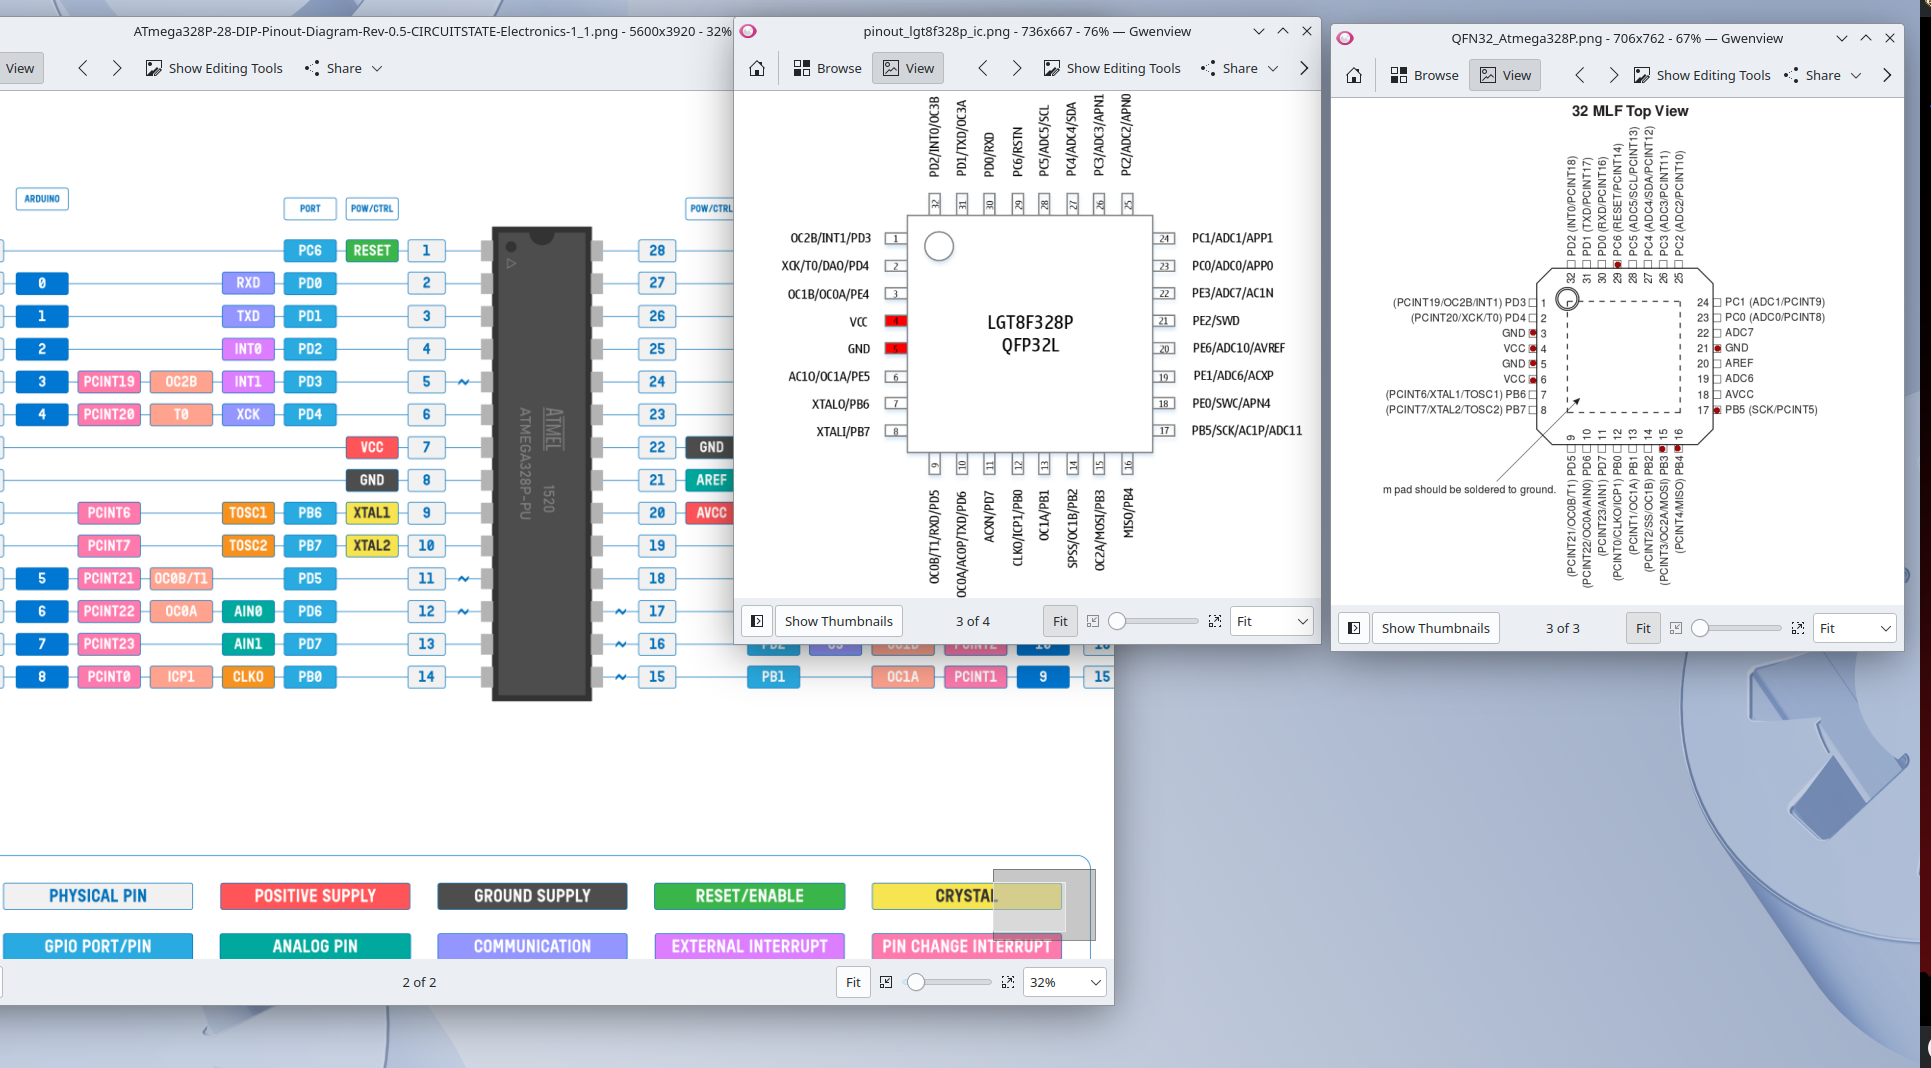 ATmega328P-28-DIP-Pinout-Diagram-Rev-0.5-CIRCUITSTATE-Electronics-1_1.png - 5600x3920 - 32%
View
Show Editing Tools
Share
ARDUINO
PORT
POW/CTRL
POW/CTRL
PC6 RESET 1
28
0 RXD PD0 2
27
1 TXD PD1 3
26
2 INT0 PD2 4
25
3 PCINT19 OC2B INT1 PD3 5 ~
24
4 PCINT20 T0 XCK PD4 6
23
VCC 7
22 GND
GND 8
21 AREF
PCINT6 TOSC1 PB6 XTAL1 9
20 AVCC
PCINT7 TOSC2 PB7 XTAL2 10
19
5 PCINT21 OC0B/T1 PD5 11 ~
18
6 PCINT22 OC0A AIN0 PD6 12 ~
~ 17
7 PCINT23 AIN1 PD7 13
~ 16
8 PCINT0 ICP1 CLKO PB0 14
~ 15 PB1 OC1A PCINT1 9 15
ATMEL
ATMEGA328P-PU
1520
PHYSICAL PIN
POSITIVE SUPPLY
GROUND SUPPLY
RESET/ENABLE
CRYSTAL
GPIO PORT/PIN
ANALOG PIN
COMMUNICATION
EXTERNAL INTERRUPT
PIN CHANGE INTERRUPT
2 of 2
Fit
32%
pinout_lgt8f328p_ic.png - 736x667 - 76% — Gwenview
Browse
View
Show Editing Tools
Share
PD2/INT0/OC3B
PD1/TXD/OC3A
PD0/RXD
PC6/RSTN
PC5/ADC5/SCL
PC4/ADC4/SDA
PC3/ADC3/APN1
PC2/ADC2/APN0
32 31 30 29 28 27 26 25
OC2B/INT1/PD3 1
XCK/T0/DAO/PD4 2
OC1B/OC0A/PE4 3
VCC 4
GND 5
AC1O/OC1A/PE5 6
XTALO/PB6 7
XTALI/PB7 8
LGT8F328P
QFP32L
24 PC1/ADC1/APP1
23 PC0/ADC0/APP0
22 PE3/ADC7/AC1N
21 PE2/SWD
20 PE6/ADC10/AVREF
19 PE1/ADC6/ACXP
18 PE0/SWC/APN4
17 PB5/SCK/AC1P/ADC11
9 10 11 12 13 14 15 16
OC0B/T1/RXD/PD5
OC0A/AC0P/TXD/PD6
ACXN/PD7
CLKO/ICP1/PB0
OC1A/PB1
SPSS/OC1B/PB2
OC2A/MOSI/PB3
MISO/PB4
Show Thumbnails
3 of 4
Fit
Fit
QFN32_Atmega328P.png - 706x762 - 67% — Gwenview
Browse
View
Show Editing Tools
Share
32 MLF Top View
PD2 (INT0/PCINT18)
PD1 (TXD/PCINT17)
PD0 (RXD/PCINT16)
PC6 (RESET/PCINT14)
PC5 (ADC5/SCL/PCINT13)
PC4 (ADC4/SDA/PCINT12)
PC3 (ADC3/PCINT11)
PC2 (ADC2/PCINT10)
32 31 30 29 28 27 26 25
(PCINT19/OC2B/INT1) PD3 1
(PCINT20/XCK/T0) PD4 2
GND 3
VCC 4
GND 5
VCC 6
(PCINT6/XTAL1/TOSC1) PB6 7
(PCINT7/XTAL2/TOSC2) PB7 8
24 PC1 (ADC1/PCINT9)
23 PC0 (ADC0/PCINT8)
22 ADC7
21 GND
20 AREF
19 ADC6
18 AVCC
17 PB5 (SCK/PCINT5)
9 10 11 12 13 14 15 16
(PCINT21/OC0B/T1) PD5
(PCINT22/OC0A/AIN0) PD6
(PCINT23/AIN1) PD7
(PCINT0/CLKO/ICP1) PB0
(PCINT1/OC1A) PB1
(PCINT2/SS/OC1B) PB2
(PCINT3/OC2A/MOSI) PB3
(PCINT4/MISO) PB4
m pad should be soldered to ground.
Show Thumbnails
3 of 3
Fit
Fit